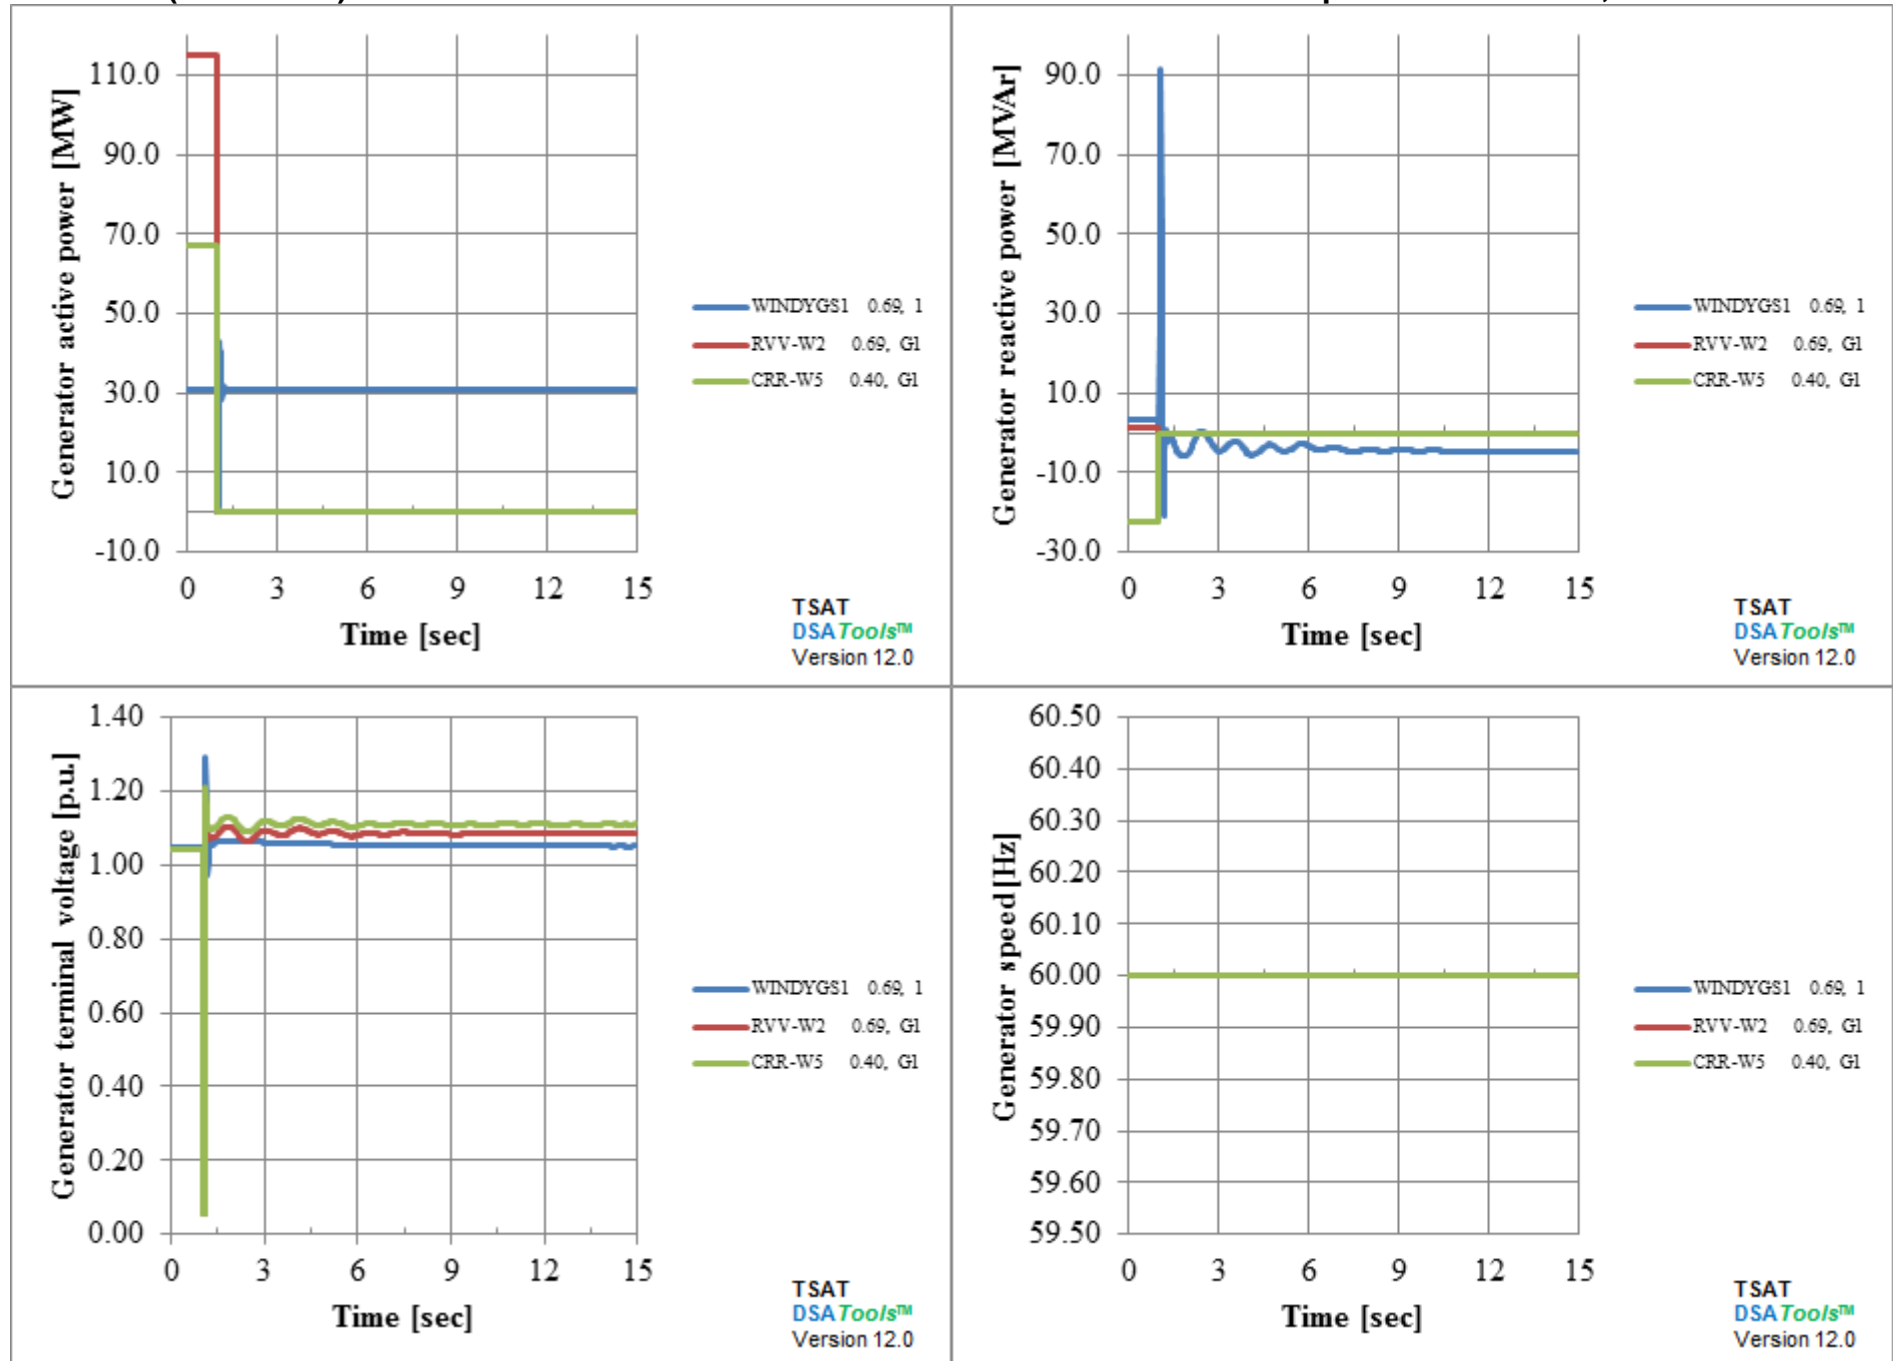 Generator active power [MW]
110.0
90.0
70.0
50.0
30.0
10.0
-10.0
0 3 6 9 12 15
Time [sec]
WINDYGS1 0.69, 1
RVV-W2 0.69, G1
CRR-W5 0.40, G1
TSAT
DSATools™
Version 12.0
Generator reactive power [MVAr]
90.0
70.0
50.0
30.0
10.0
-10.0
-30.0
0 3 6 9 12 15
Time [sec]
WINDYGS1 0.69, 1
RVV-W2 0.69, G1
CRR-W5 0.40, G1
TSAT
DSATools™
Version 12.0
Generator terminal voltage [p.u.]
1.40
1.20
1.00
0.80
0.60
0.40
0.20
0.00
0 3 6 9 12 15
Time [sec]
WINDYGS1 0.69, 1
RVV-W2 0.69, G1
CRR-W5 0.40, G1
TSAT
DSATools™
Version 12.0
Generator speed[Hz]
60.50
60.40
60.30
60.20
60.10
60.00
59.90
59.80
59.70
59.60
59.50
0 3 6 9 12 15
Time [sec]
WINDYGS1 0.69, 1
RVV-W2 0.69, G1
CRR-W5 0.40, G1
TSAT
DSATools™
Version 12.0